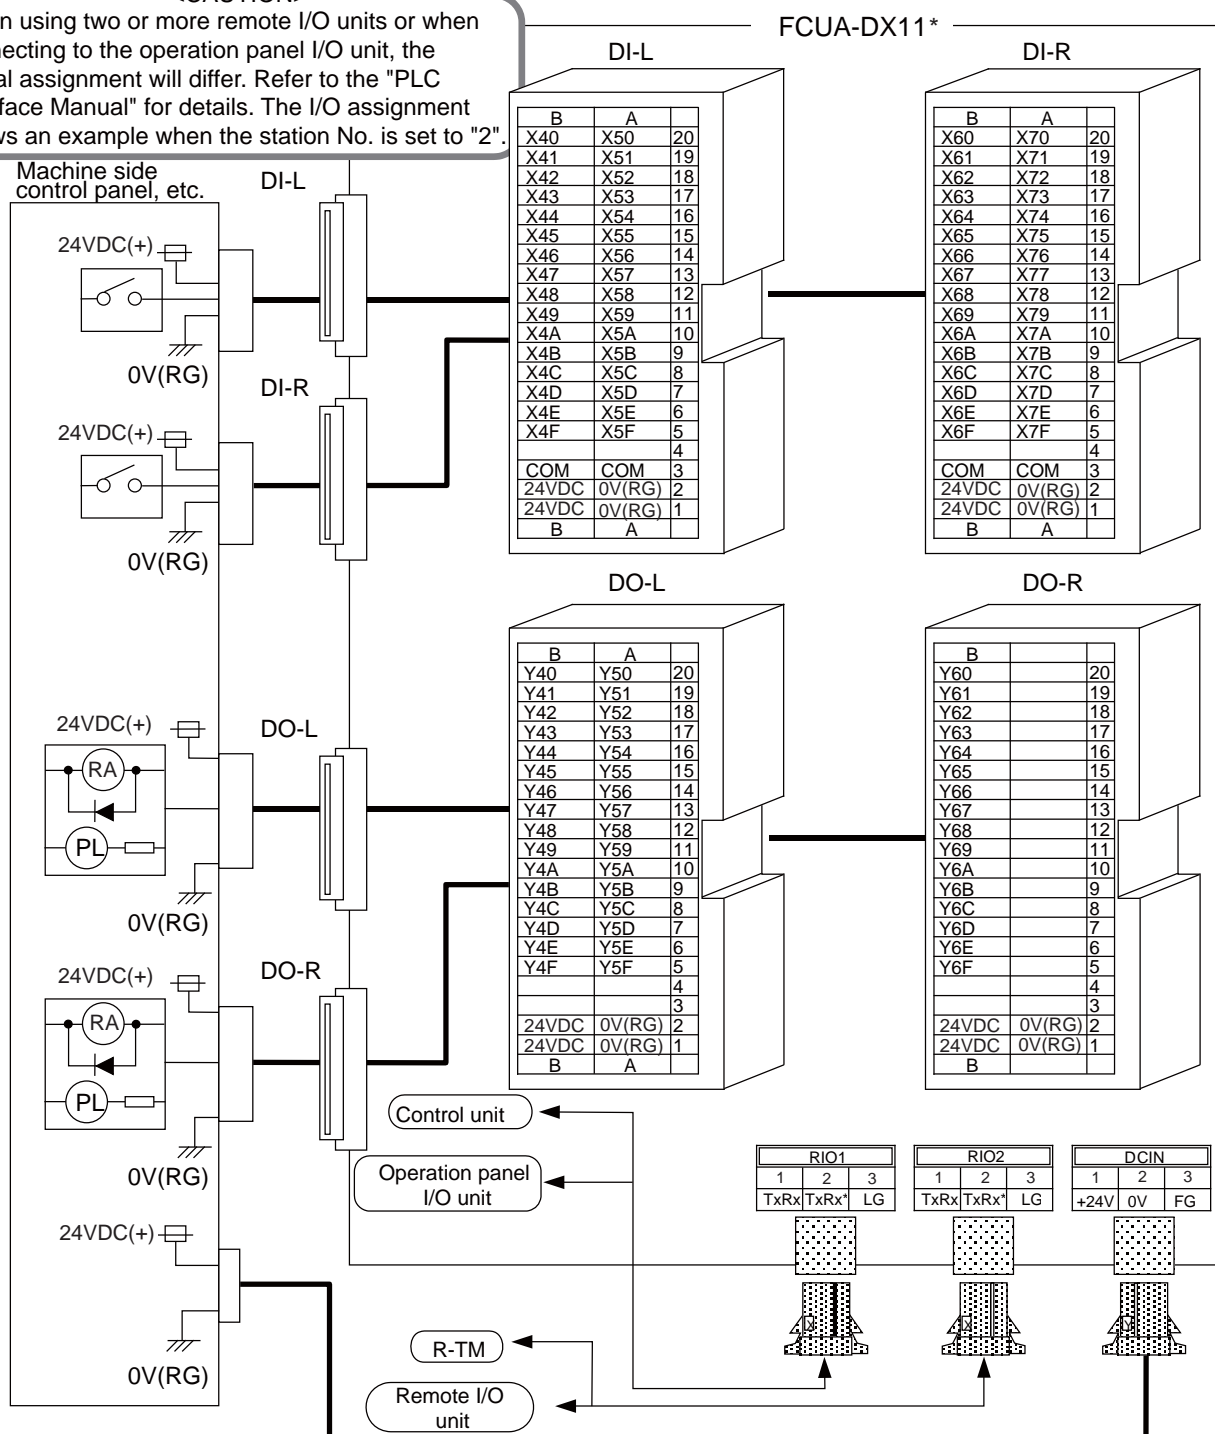 <CAUTION>
n using two or more remote I/O units or when
necting to the operation panel I/O unit, the
al assignment will differ. Refer to the "PLC
face Manual" for details. The I/O assignment
ws an example when the station No. is set to "2".
FCUA-DX11*
Machine side
control panel, etc.
24VDC(+)
0V(RG)
24VDC(+)
0V(RG)
24VDC(+)
RA
PL
0V(RG)
24VDC(+)
RA
PL
0V(RG)
24VDC(+)
0V(RG)
DI-L
DI-R
DO-L
DO-R
DI-L
B A
X40 X50 20
X41 X51 19
X42 X52 18
X43 X53 17
X44 X54 16
X45 X55 15
X46 X56 14
X47 X57 13
X48 X58 12
X49 X59 11
X4A X5A 10
X4B X5B 9
X4C X5C 8
X4D X5D 7
X4E X5E 6
X4F X5F 5
4
COM COM 3
24VDC 0V(RG) 2
24VDC 0V(RG) 1
B A
DI-R
B A
X60 X70 20
X61 X71 19
X62 X72 18
X63 X73 17
X64 X74 16
X65 X75 15
X66 X76 14
X67 X77 13
X68 X78 12
X69 X79 11
X6A X7A 10
X6B X7B 9
X6C X7C 8
X6D X7D 7
X6E X7E 6
X6F X7F 5
4
COM COM 3
24VDC 0V(RG) 2
24VDC 0V(RG) 1
B A
DO-L
B A
Y40 Y50 20
Y41 Y51 19
Y42 Y52 18
Y43 Y53 17
Y44 Y54 16
Y45 Y55 15
Y46 Y56 14
Y47 Y57 13
Y48 Y58 12
Y49 Y59 11
Y4A Y5A 10
Y4B Y5B 9
Y4C Y5C 8
Y4D Y5D 7
Y4E Y5E 6
Y4F Y5F 5
4
3
24VDC 0V(RG) 2
24VDC 0V(RG) 1
B A
DO-R
B
Y60 20
Y61 19
Y62 18
Y63 17
Y64 16
Y65 15
Y66 14
Y67 13
Y68 12
Y69 11
Y6A 10
Y6B 9
Y6C 8
Y6D 7
Y6E 6
Y6F 5
4
3
24VDC 0V(RG) 2
24VDC 0V(RG) 1
B
Control unit
Operation panel
I/O unit
R-TM
Remote I/O
unit
RIO1
1 2 3
TxRx TxRx* LG
X
RIO2
1 2 3
TxRx TxRx* LG
X
DCIN
1 2 3
+24V 0V FG
Y